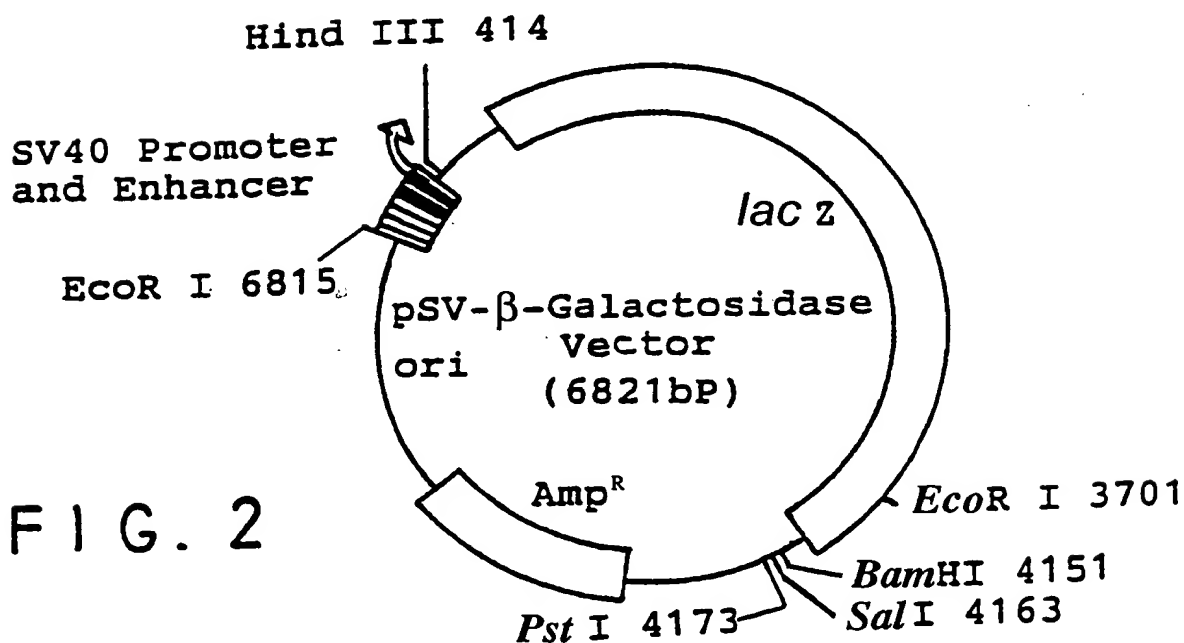 Hind III 414
SV40 Promoter
and Enhancer
EcoR I 6815
lac z
pSV-β-Galactosidase
Vector
(6821bP)
ori
Amp^R
EcoR I 3701
BamHI 4151
SalI 4163
Pst I 4173
FIG. 2